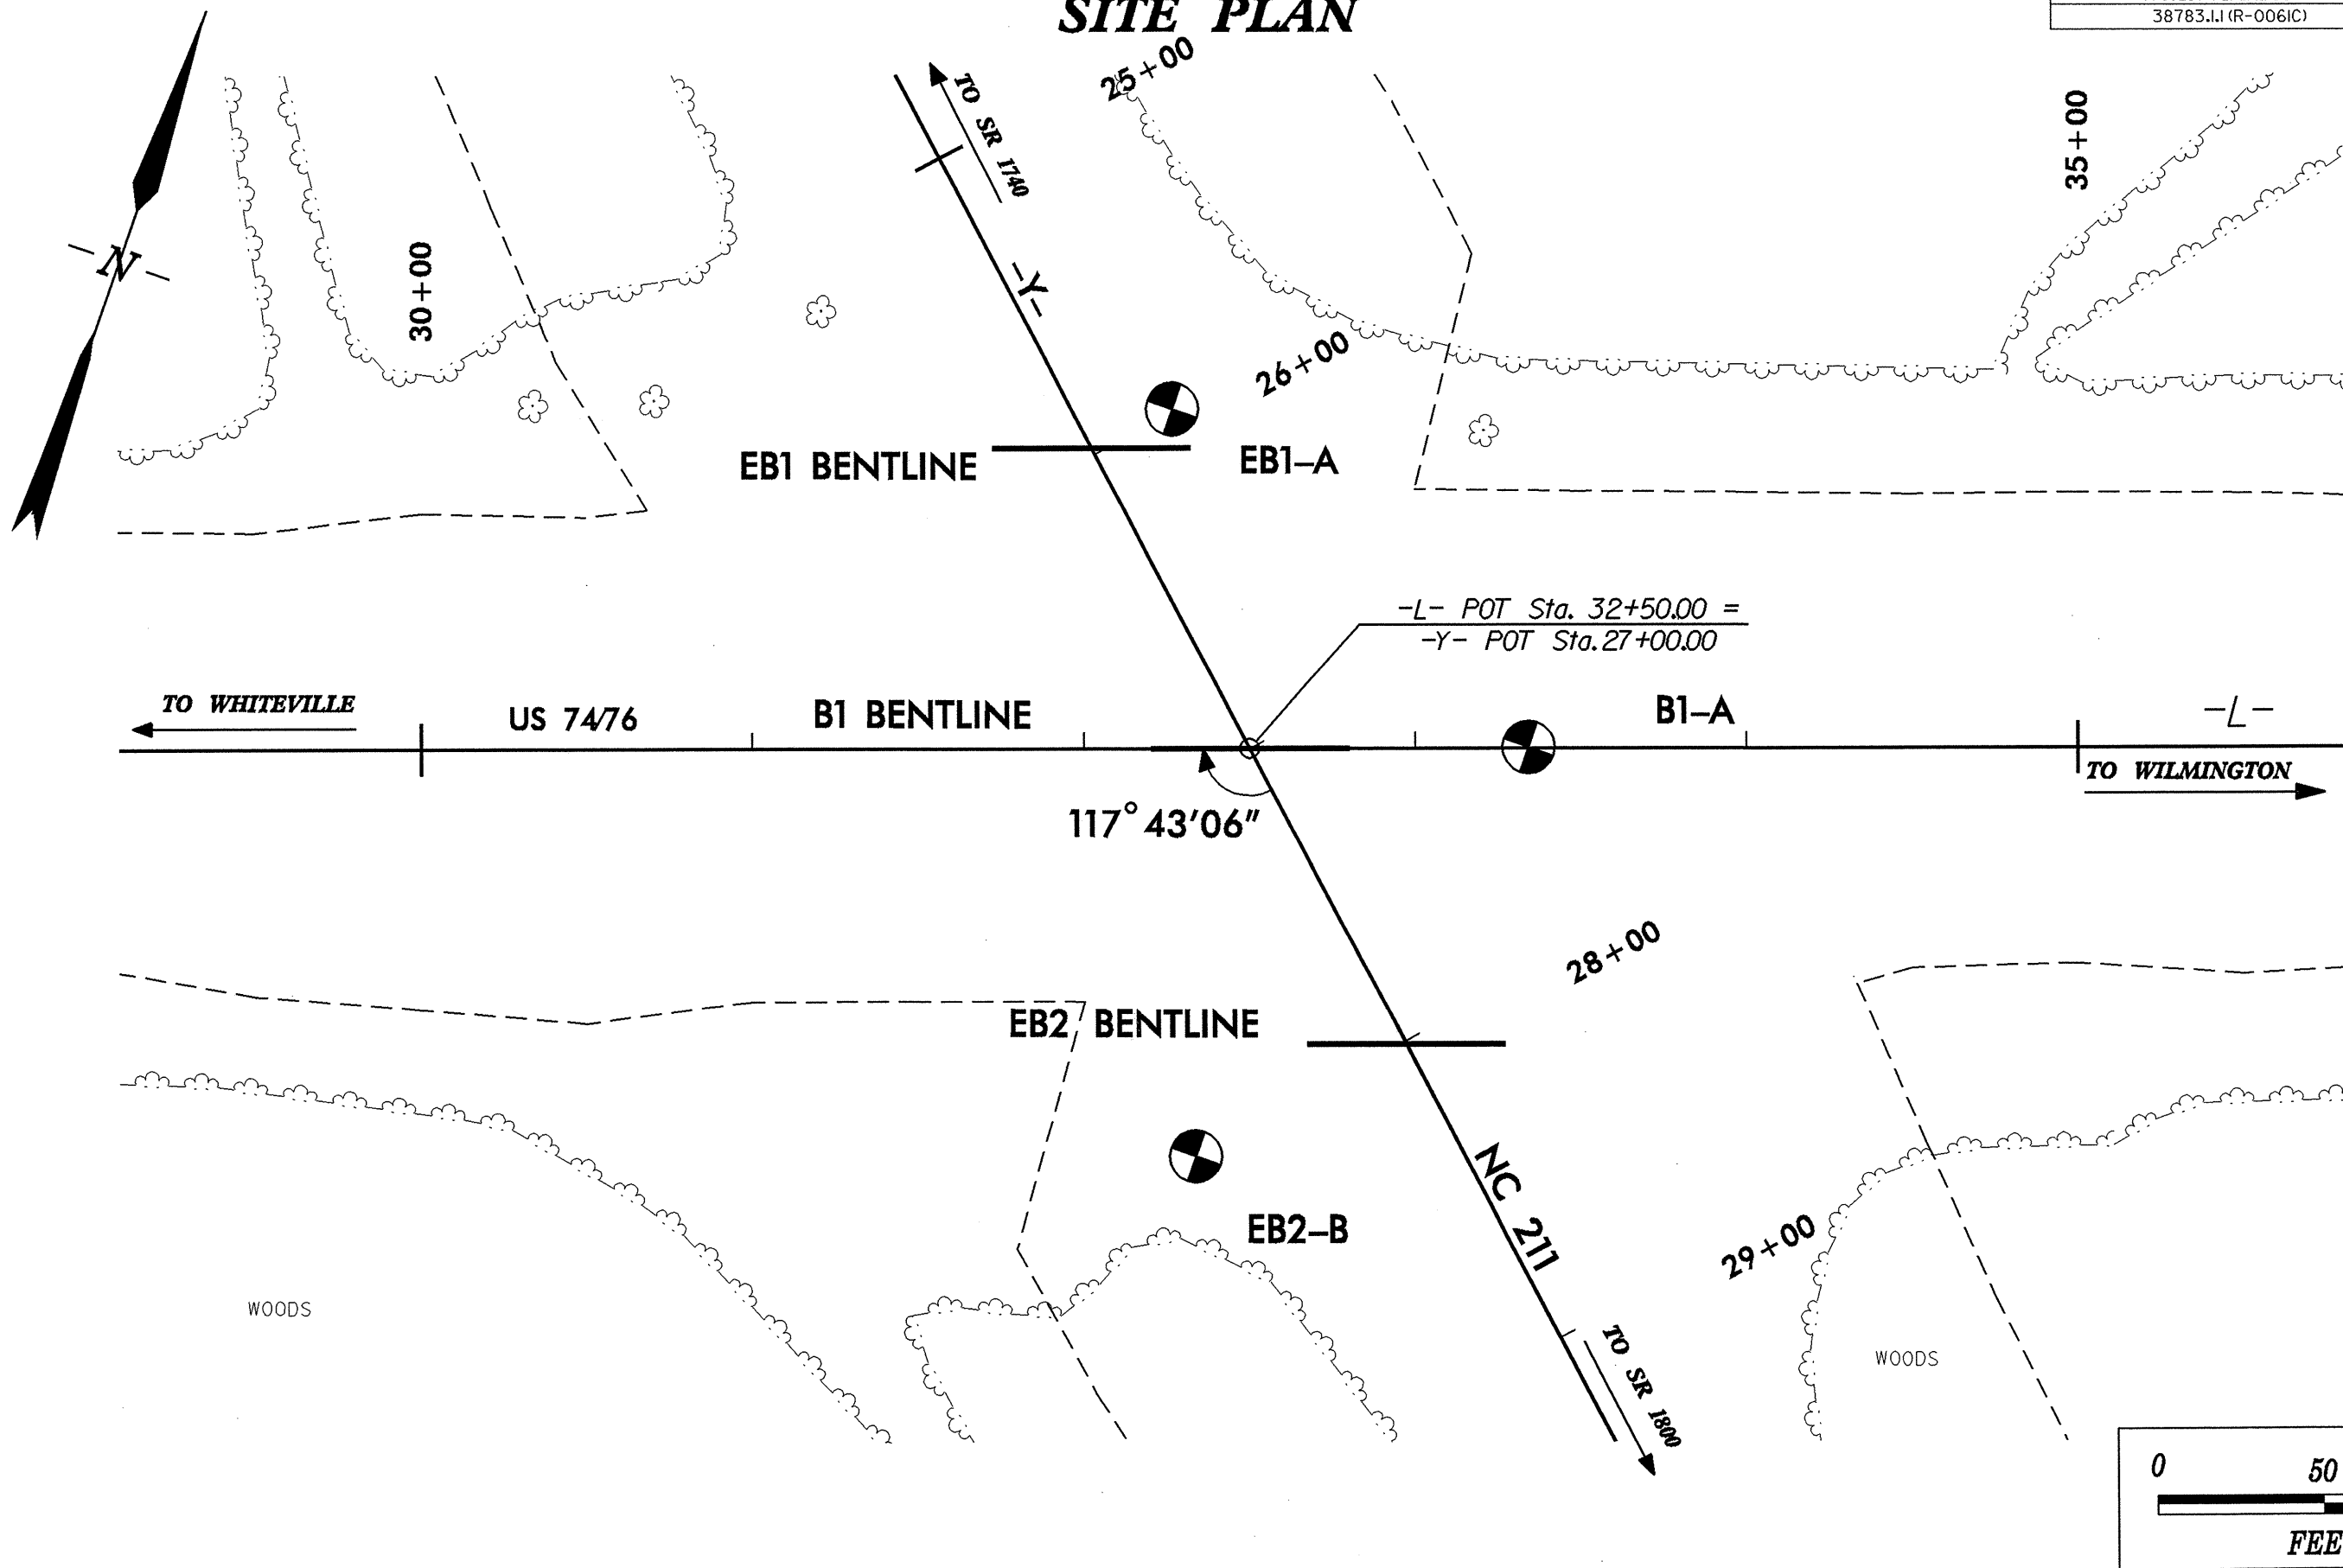 SITE PLAN
38783.1.1 (R-0061C)
25+00
TO SR 1740
35+00
N
30+00
-Y-
26+00
EB1 BENTLINE
EB1-A
-L- POT Sta. 32+50.00 =
-Y- POT Sta. 27+00.00
TO WHITEVILLE
US 74/76
B1 BENTLINE
B1-A
-L-
TO WILMINGTON
117°43'06"
28+00
EB2 BENTLINE
NC 211
EB2-B
29+00
WOODS
WOODS
TO SR 1800
0 50
FEE